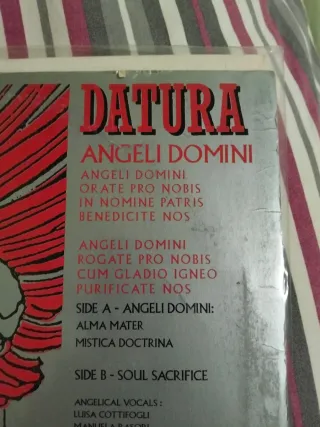 DATURA
ANGELI DOMINI
ANGELI DOMINI
ORATE PRO NOBIS
IN NOMINE PATRIS
BENEDICITE NOS
ANGELI DOMINI
ROGATE PRO NOBIS
CUM GLADIO IGNEO
PURIFICATE NOS
SIDE A - ANGELI DOMINI:
ALMA MATER
MISTICA DOCTRINA
SIDE B - SOUL SACRIFICE
ANGELICAL VOCALS:
LUISA COTTIFOGLI
MANUELA